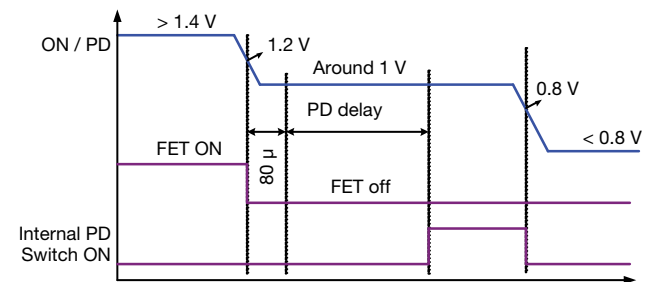 > 1.4 V
ON / PD
1.2 V
Around 1 V
0.8 V
PD delay
< 0.8 V
FET ON
80 µ
FET off
Internal PD
Switch ON